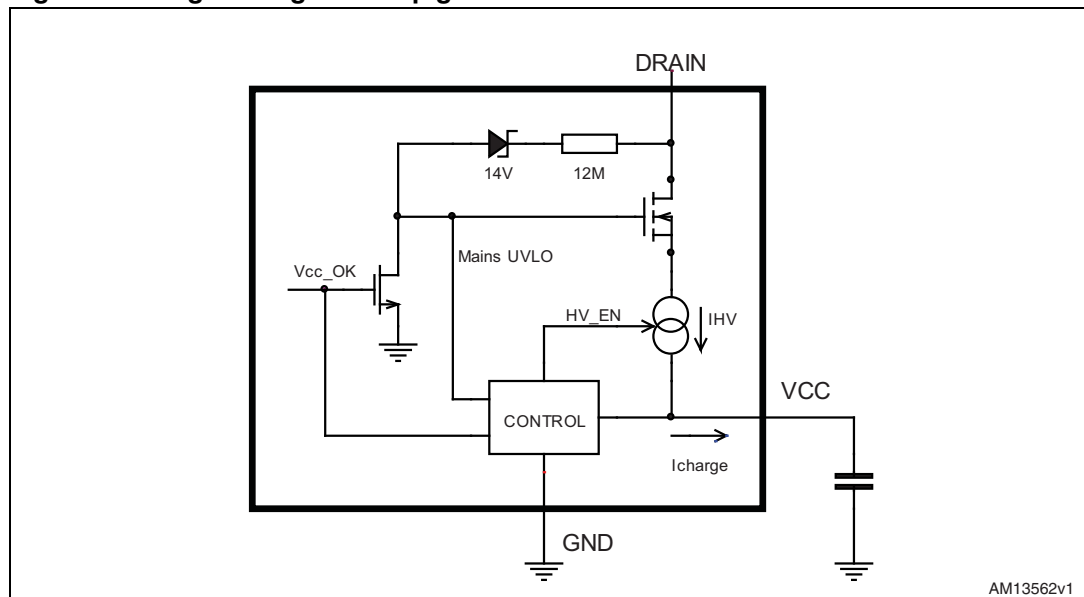 DRAIN
14V
12M
Mains UVLO
Vcc_OK
HV_EN
IHV
VCC
CONTROL
Icharge
GND
AM13562v1